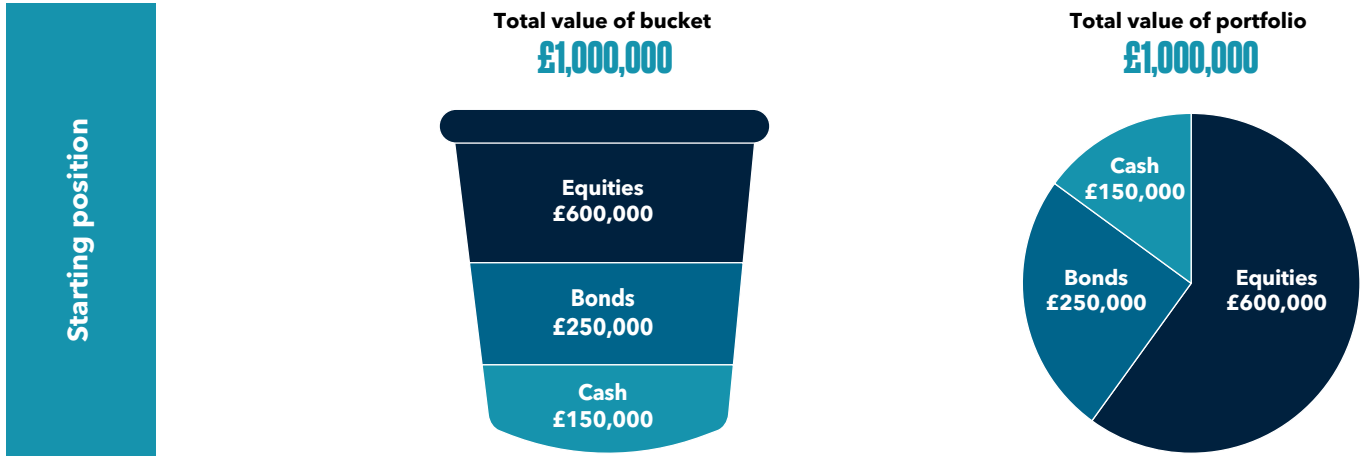 Starting position
Total value of bucket
£1,000,000
Equities
£600,000
Bonds
£250,000
Cash
£150,000
Total value of portfolio
£1,000,000
Cash
£150,000
Bonds
£250,000
Equities
£600,000